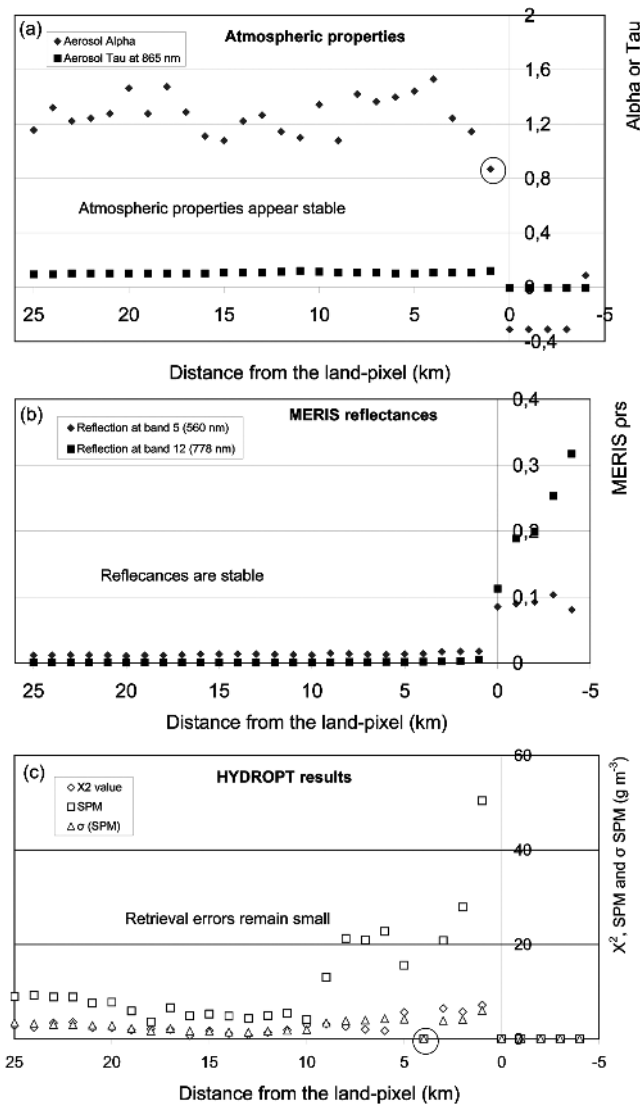 (a)
Aerosol Alpha
Aerosol Tau at 865 nm
Atmospheric properties
Atmospheric properties appear stable
2
1,6
1,2
0,8
0,4
0
-0,4
Alpha or Tau
25 20 15 10 5 0 -5
Distance from the land-pixel (km)
(b)
Reflection at band 5 (560 nm)
Reflection at band 12 (778 nm)
MERIS reflectances
Reflecances are stable
0,4
0,3
0,2
0,1
0
MERIS prs
25 20 15 10 5 0 -5
Distance from the land-pixel (km)
(c)
X2 value
SPM
σ (SPM)
HYDROPT results
Retrieval errors remain small
60
40
20
0
X², SPM and σ SPM (g m⁻³)
25 20 15 10 5 0 -5
Distance from the land-pixel (km)